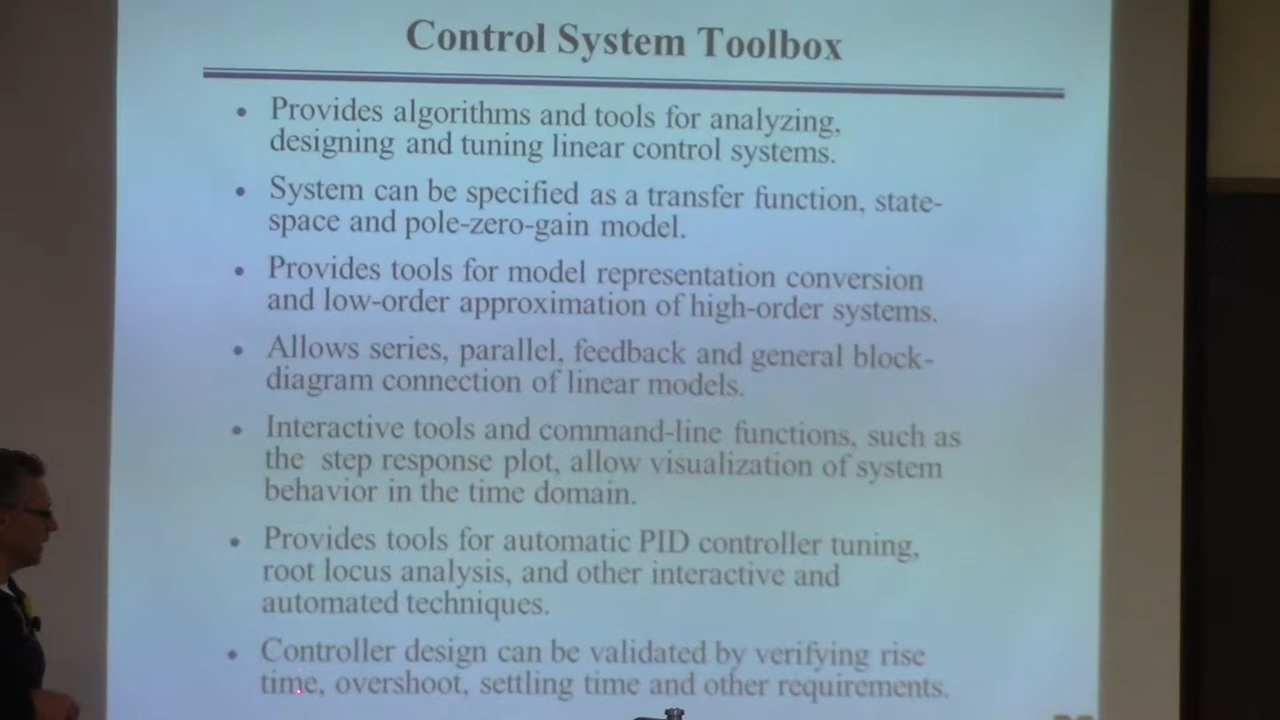 Control System Toolbox
• Provides algorithms and tools for analyzing,
designing and tuning linear control systems.
• System can be specified as a transfer function, state-
space and pole-zero-gain model.
• Provides tools for model representation conversion
and low-order approximation of high-order systems.
• Allows series, parallel, feedback and general block-
diagram connection of linear models.
• Interactive tools and command-line functions, such as
the step response plot, allow visualization of system
behavior in the time domain.
• Provides tools for automatic PID controller tuning,
root locus analysis, and other interactive and
automated techniques.
• Controller design can be validated by verifying rise
time, overshoot, settling time and other requirements.